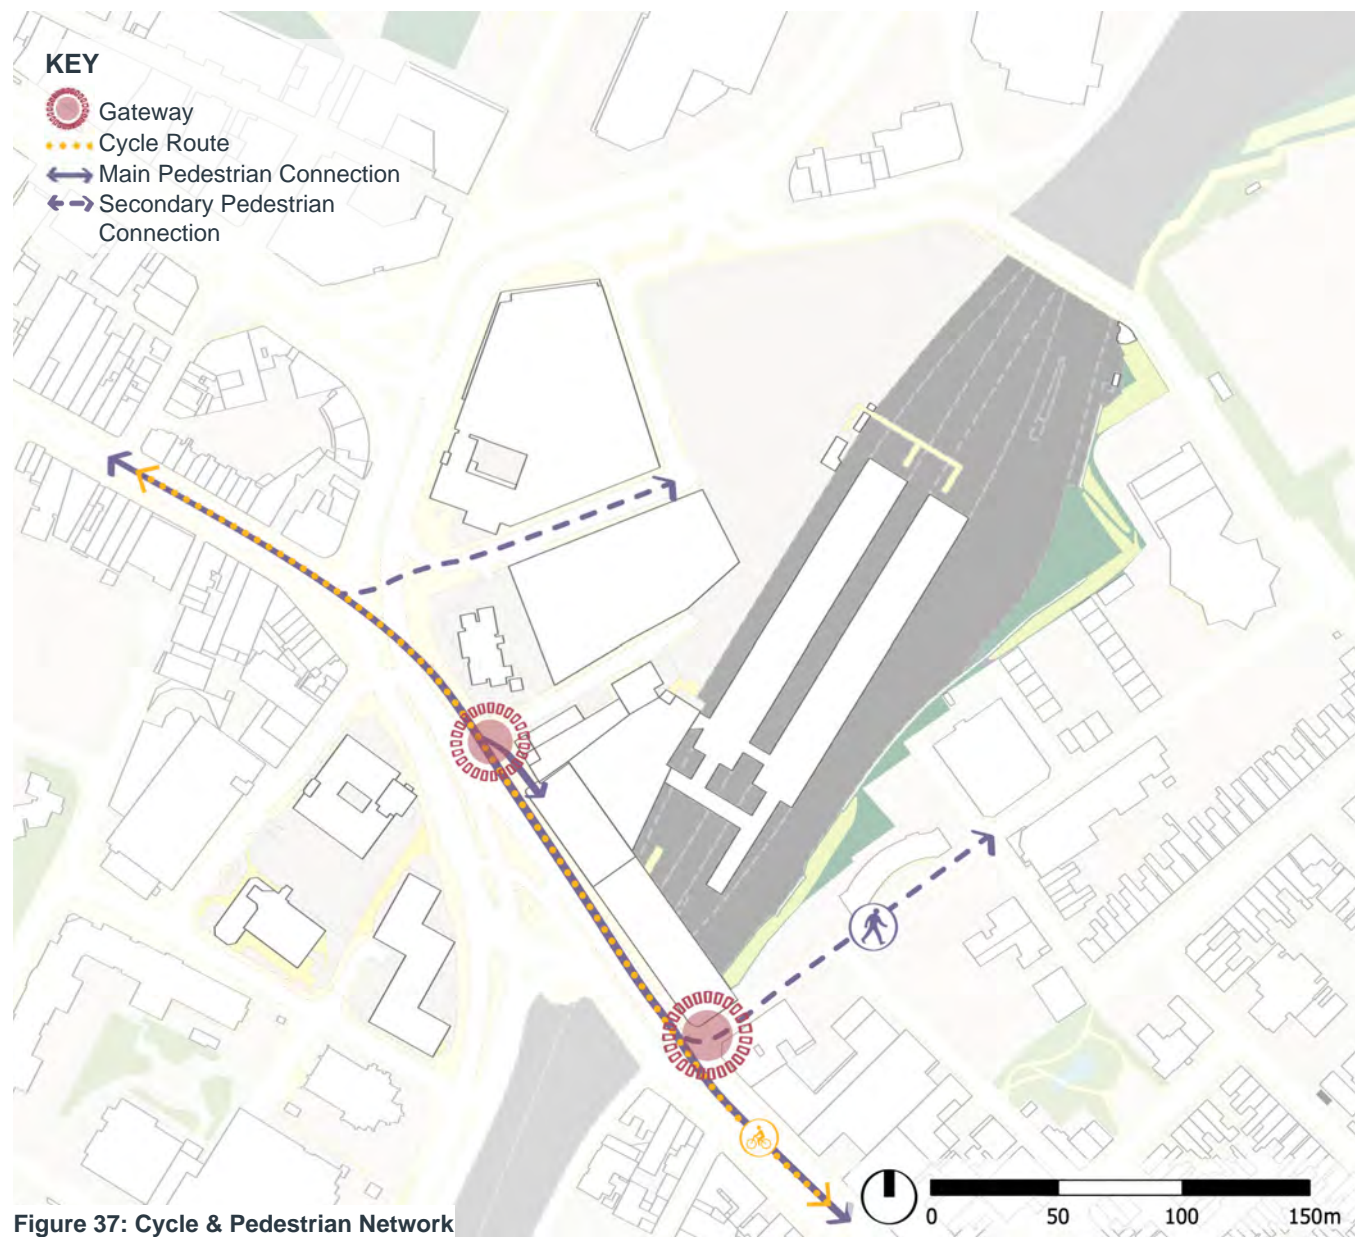 KEY
Gateway
Cycle Route
Main Pedestrian Connection
Secondary Pedestrian
Connection
0 50 100 150m
Figure 37: Cycle & Pedestrian Network